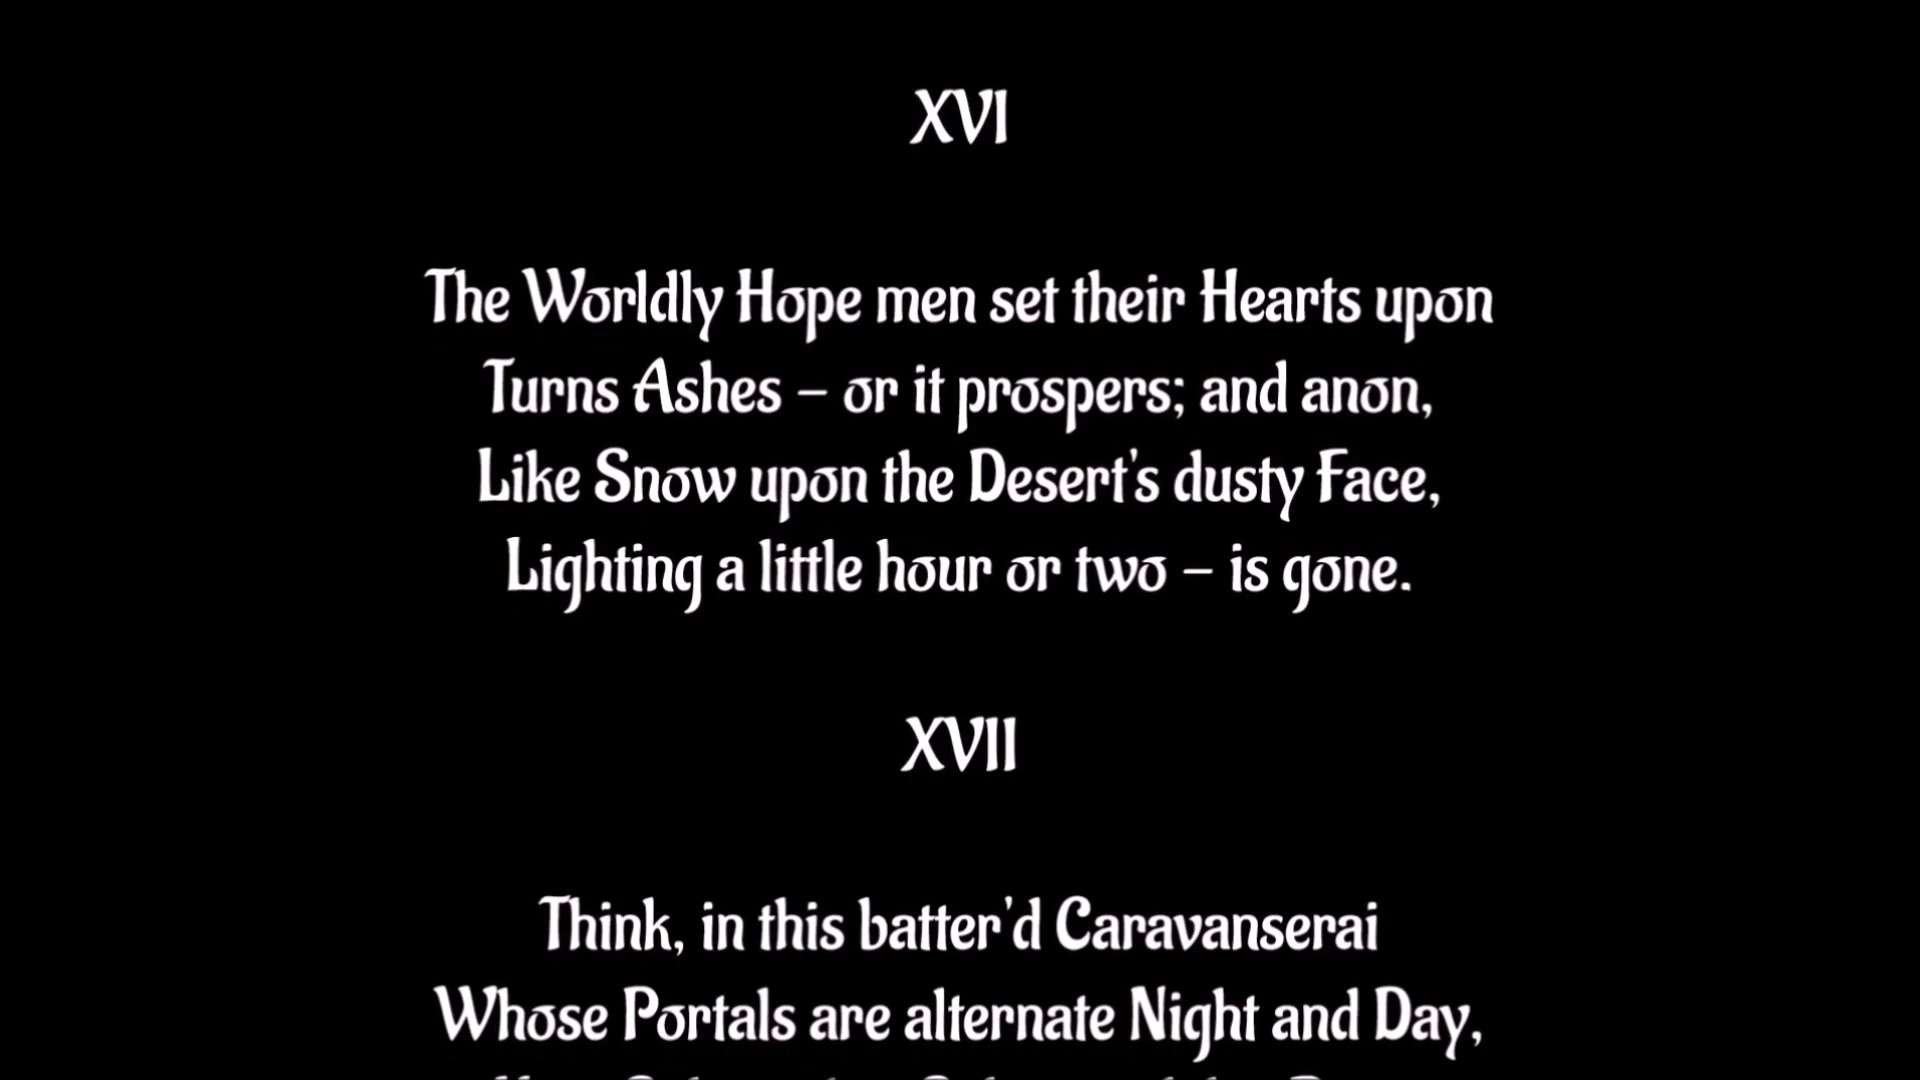 XVI
The Worldly Hope men set their Hearts upon
Turns Ashes – or it prospers; and anon,
Like Snow upon the Desert's dusty Face,
Lighting a little hour or two – is gone.
XVII
Think, in this batter'd Caravanserai
Whose Portals are alternate Night and Day,